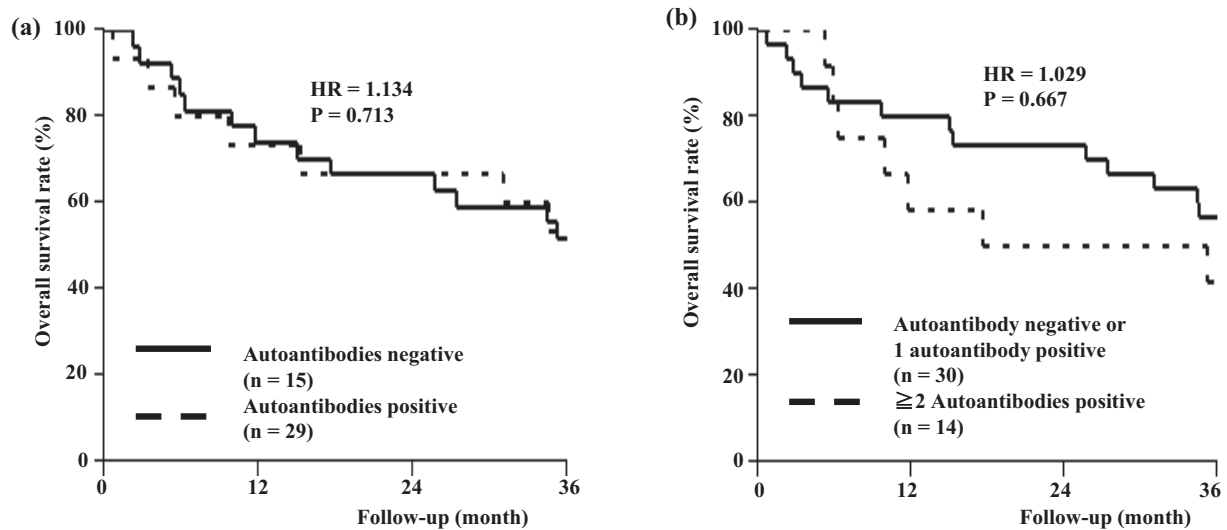 (a)
100
80
60
40
20
0
Overall survival rate (%)
HR = 1.134
P = 0.713
Autoantibodies negative
(n = 15)
Autoantibodies positive
(n = 29)
0 12 24 36
Follow-up (month)
(b)
100
80
60
40
20
0
Overall survival rate (%)
HR = 1.029
P = 0.667
Autoantibody negative or
1 autoantibody positive
(n = 30)
≧2 Autoantibodies positive
(n = 14)
0 12 24 36
Follow-up (month)